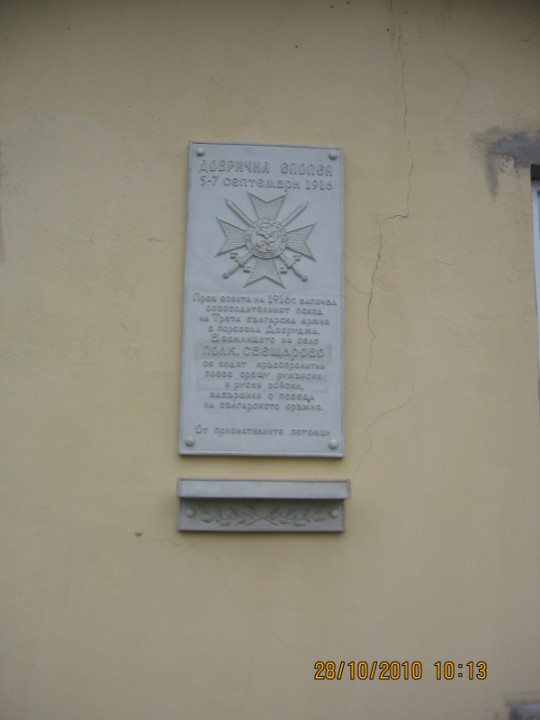 ДОБРИЧКА ЕПОПЕЯ
5-7 септември 1916
През есента на 1916г. започва
освободителният поход
на Трета българска армия
в поробена Добруджа.
В землището на село
ПОЛК. СВЕЩАРОВО
се водят кръвопролитни
боеве срещу румънски
и руски войски,
завършили с победа
на българското оръжие.
От признателните потомци
28/10/2010 10:13